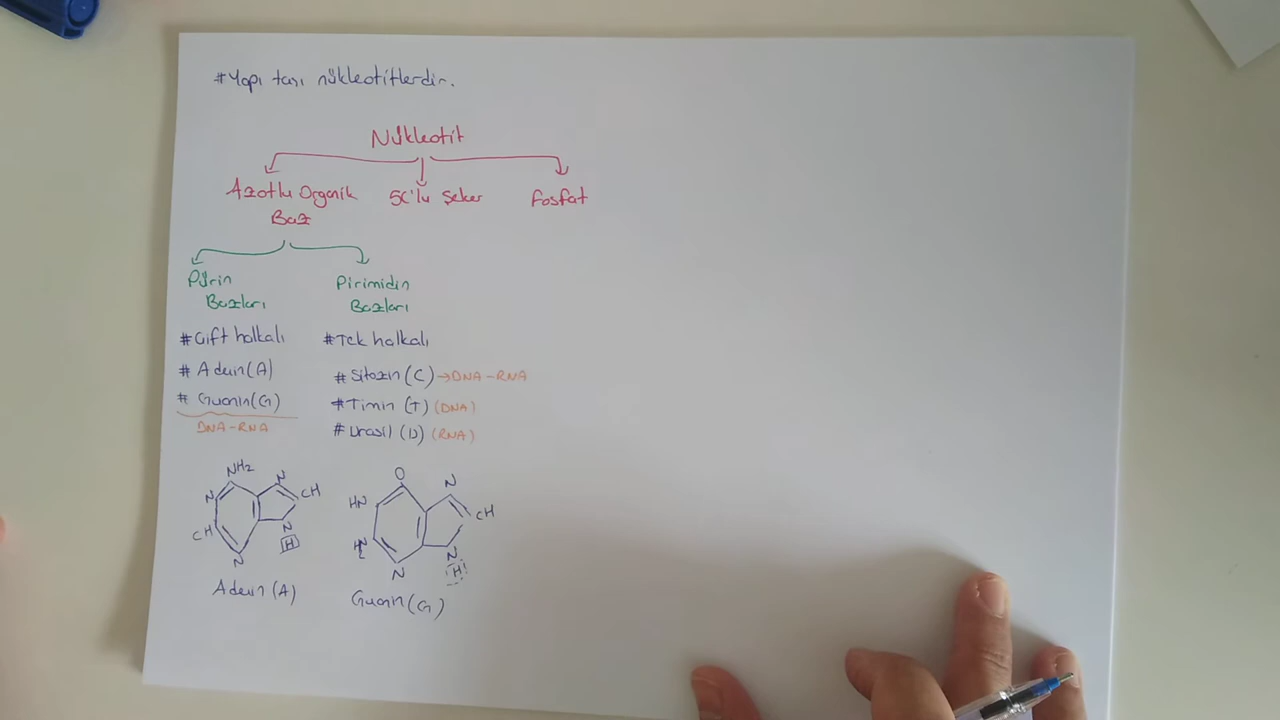 #Yapı taşı nükleotitlerdir.
Nükleotit
Azotlu Organik
Baz
5C'lu Şeker
Fosfat
Pürin
Bazları
Pirimidin
Bazları
#Çift halkalı
#Tek halkalı
#Adenin(A)
#Sitozin(C)→DNA-RNA
#Guanin(G)
#Timin (T) (DNA)
DNA-RNA
#Urasil (U) (RNA)
NH2
N
N
CH
CH
N
N
H
Adenin(A)
O
HN
N
CH
N
N
H
Guanin(G)